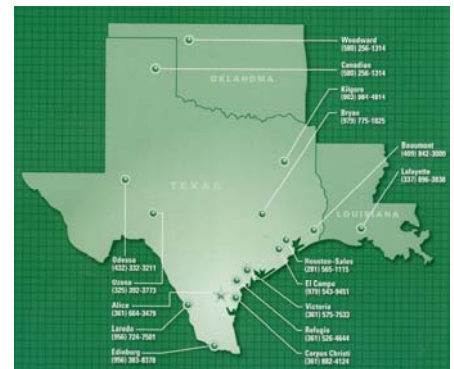 Woodward
(580) 256-1314
Canadian
(580) 256-1314
OKLAHOMA
Kilgore
(903) 984-4814
Bryan
(979) 775-1025
Beaumont
(409) 842-3000
Lafayette
(337) 896-3838
TEXAS
LOUISIANA
Odessa
(432) 332-3211
Houston-Sales
(281) 565-1115
Ozona
(325) 392-3773
El Campo
(979) 543-9451
Alice
(361) 664-3479
Victoria
(361) 575-7533
Laredo
(956) 724-7501
Refugio
(361) 526-4644
Edinburg
(956) 383-8378
Corpus Christi
(361) 882-4124